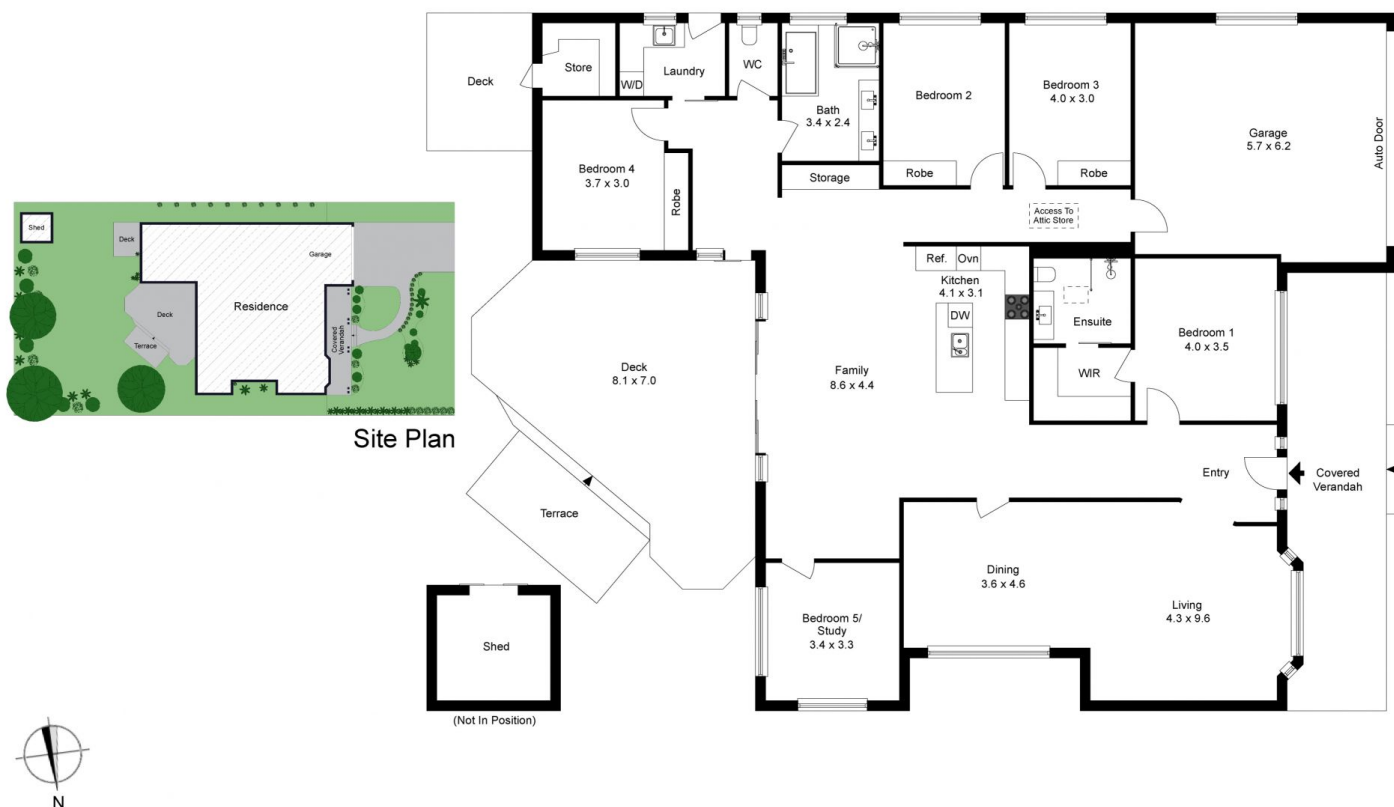 Deck
Store
W/D
Laundry
WC
Bath
3.4 x 2.4
Bedroom 2
Robe
Bedroom 3
4.0 x 3.0
Robe
Garage
5.7 x 6.2
Auto Door
Bedroom 4
3.7 x 3.0
Robe
Storage
Access To
Attic Store
Shed
Deck
Garage
Residence
Deck
Terrace
Covered
Verandah
Site Plan
Ref.
Ovn
Kitchen
4.1 x 3.1
DW
Ensuite
WIR
Bedroom 1
4.0 x 3.5
Deck
8.1 x 7.0
Family
8.6 x 4.4
Entry
Covered
Verandah
Terrace
Dining
3.6 x 4.6
Living
4.3 x 9.6
Bedroom 5/
Study
3.4 x 3.3
Shed
(Not In Position)
N